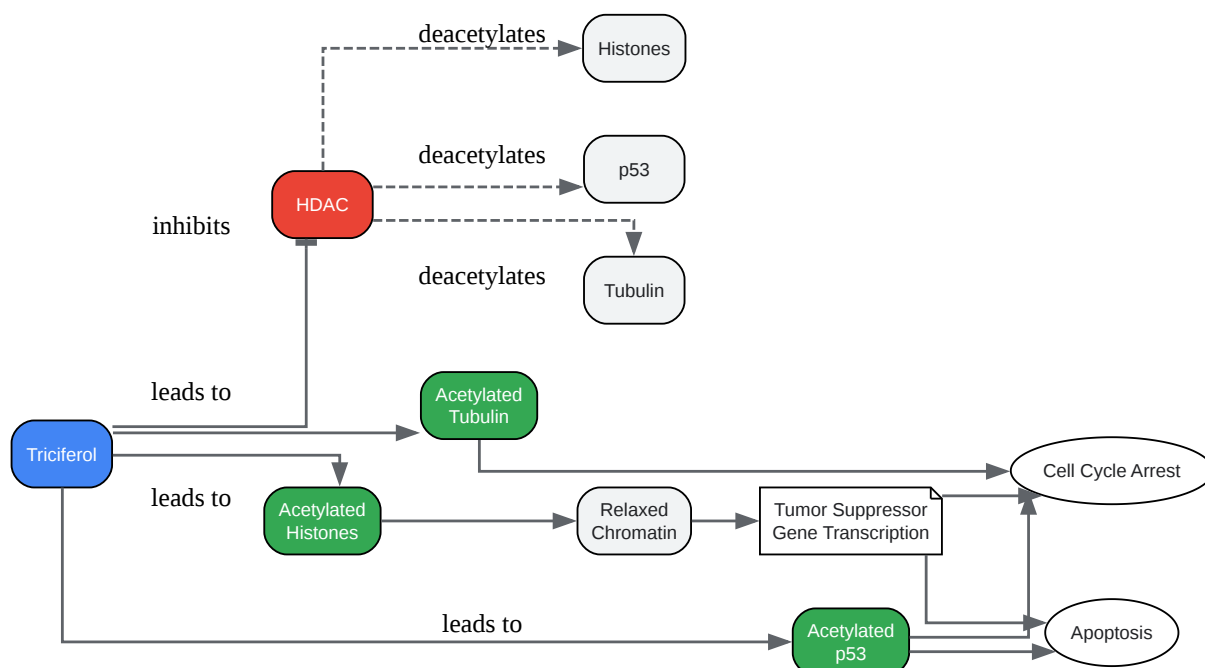 deacetylates
Histones
deacetylates
p53
HDAC
inhibits
deacetylates
Tubulin
leads to
Acetylated
Tubulin
Triciferol
Cell Cycle Arrest
leads to
Acetylated
Histones
Relaxed
Chromatin
Tumor Suppressor
Gene Transcription
leads to
Acetylated
p53
Apoptosis